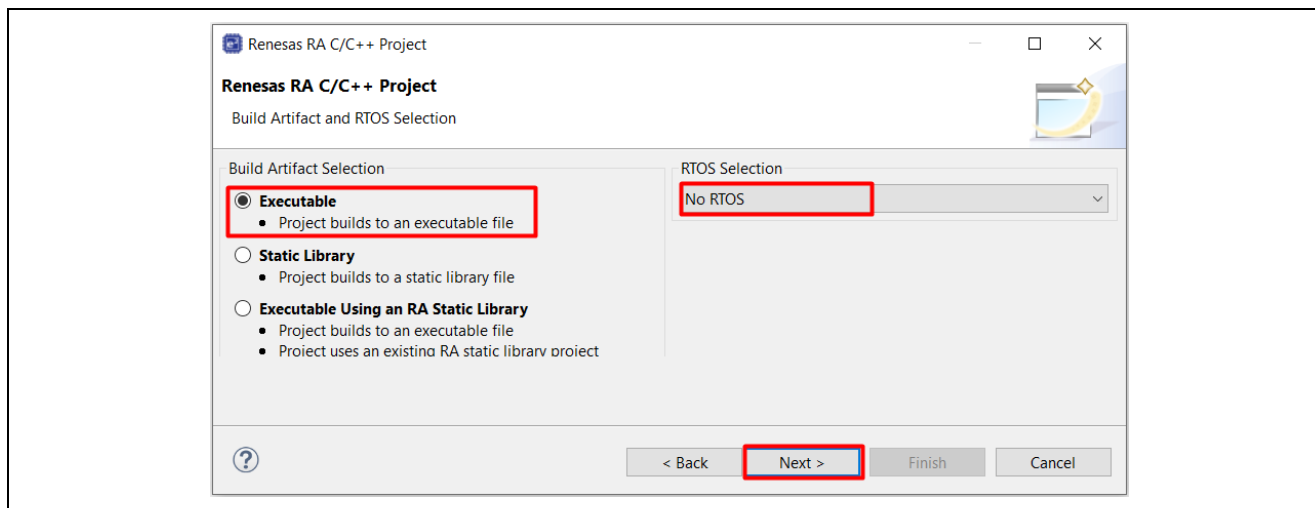 Renesas RA C/C++ Project
Renesas RA C/C++ Project
Build Artifact and RTOS Selection
Build Artifact Selection
Executable
• Project builds to an executable file
Static Library
• Project builds to a static library file
Executable Using an RA Static Library
• Project builds to an executable file
• Project uses an existing RA static library project
RTOS Selection
No RTOS
?
< Back
Next >
Finish
Cancel